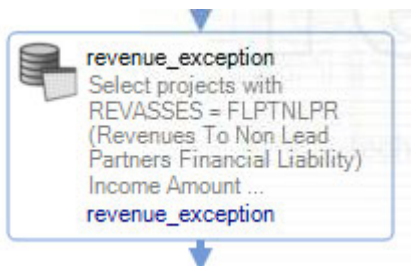 revenue_exception
Select projects with
REVASSES = FLPTNLPR
(Revenues To Non Lead
Partners Financial Liability)
Income Amount ...
revenue_exception